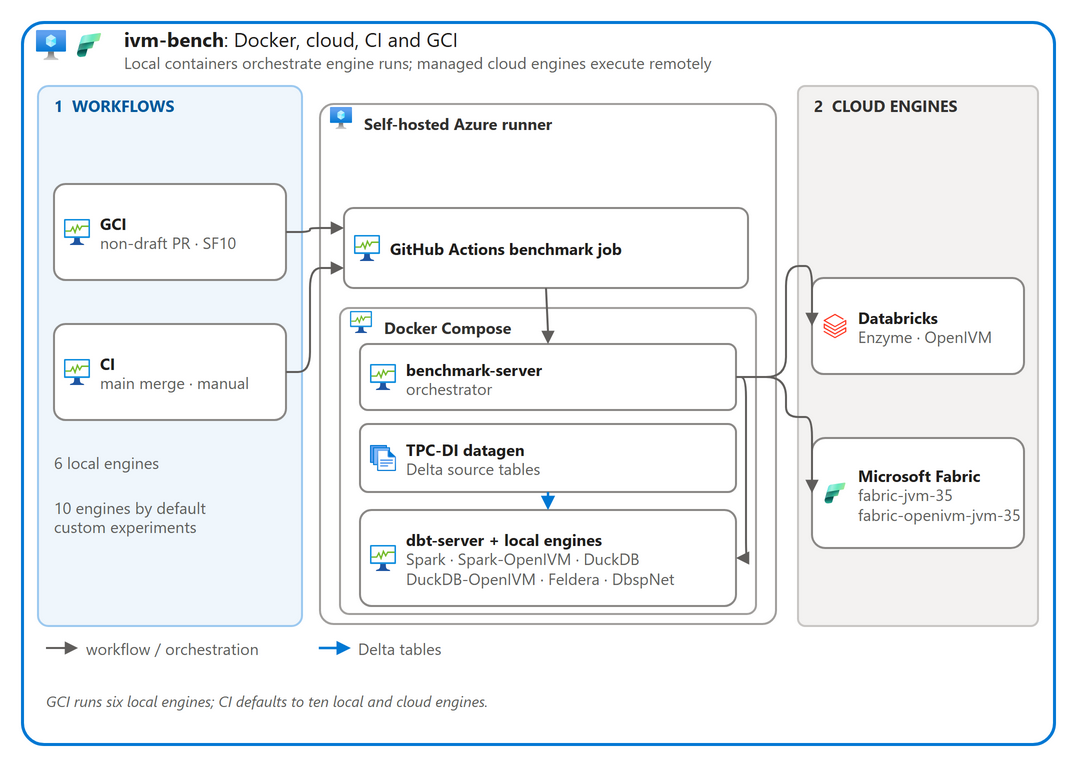 ivm-bench: Docker, cloud, CI and GCI
Local containers orchestrate engine runs; managed cloud engines execute remotely
1 WORKFLOWS
GCI
non-draft PR · SF10
CI
main merge · manual
6 local engines
10 engines by default
custom experiments
Self-hosted Azure runner
GitHub Actions benchmark job
Docker Compose
benchmark-server
orchestrator
TPC-DI datagen
Delta source tables
dbt-server + local engines
Spark · Spark-OpenIVM · DuckDB
DuckDB-OpenIVM · Feldera · DbspNet
2 CLOUD ENGINES
Databricks
Enzyme · OpenIVM
Microsoft Fabric
fabric-jvm-35
fabric-openivm-jvm-35
workflow / orchestration
Delta tables
GCI runs six local engines; CI defaults to ten local and cloud engines.